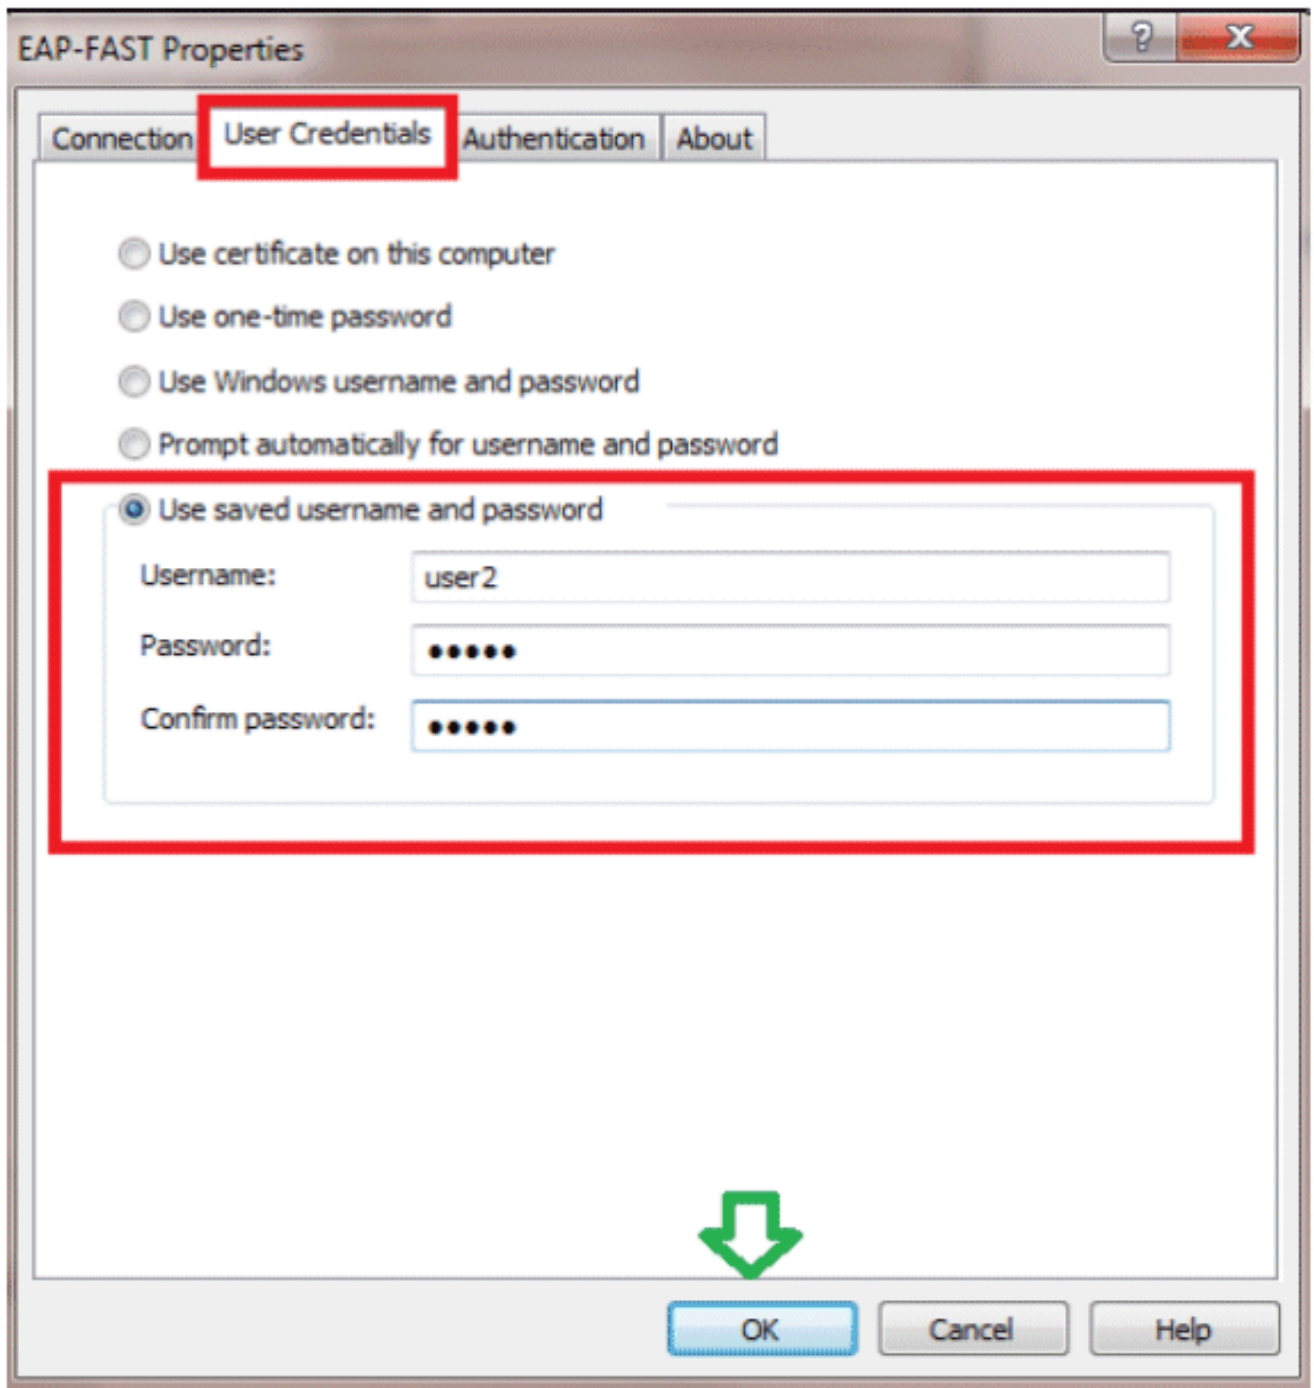 EAP-FAST Properties
Connection User Credentials Authentication About
Use certificate on this computer
Use one-time password
Use Windows username and password
Prompt automatically for username and password
Use saved username and password
Username: user2
Password: •••••
Confirm password: •••••
OK Cancel Help